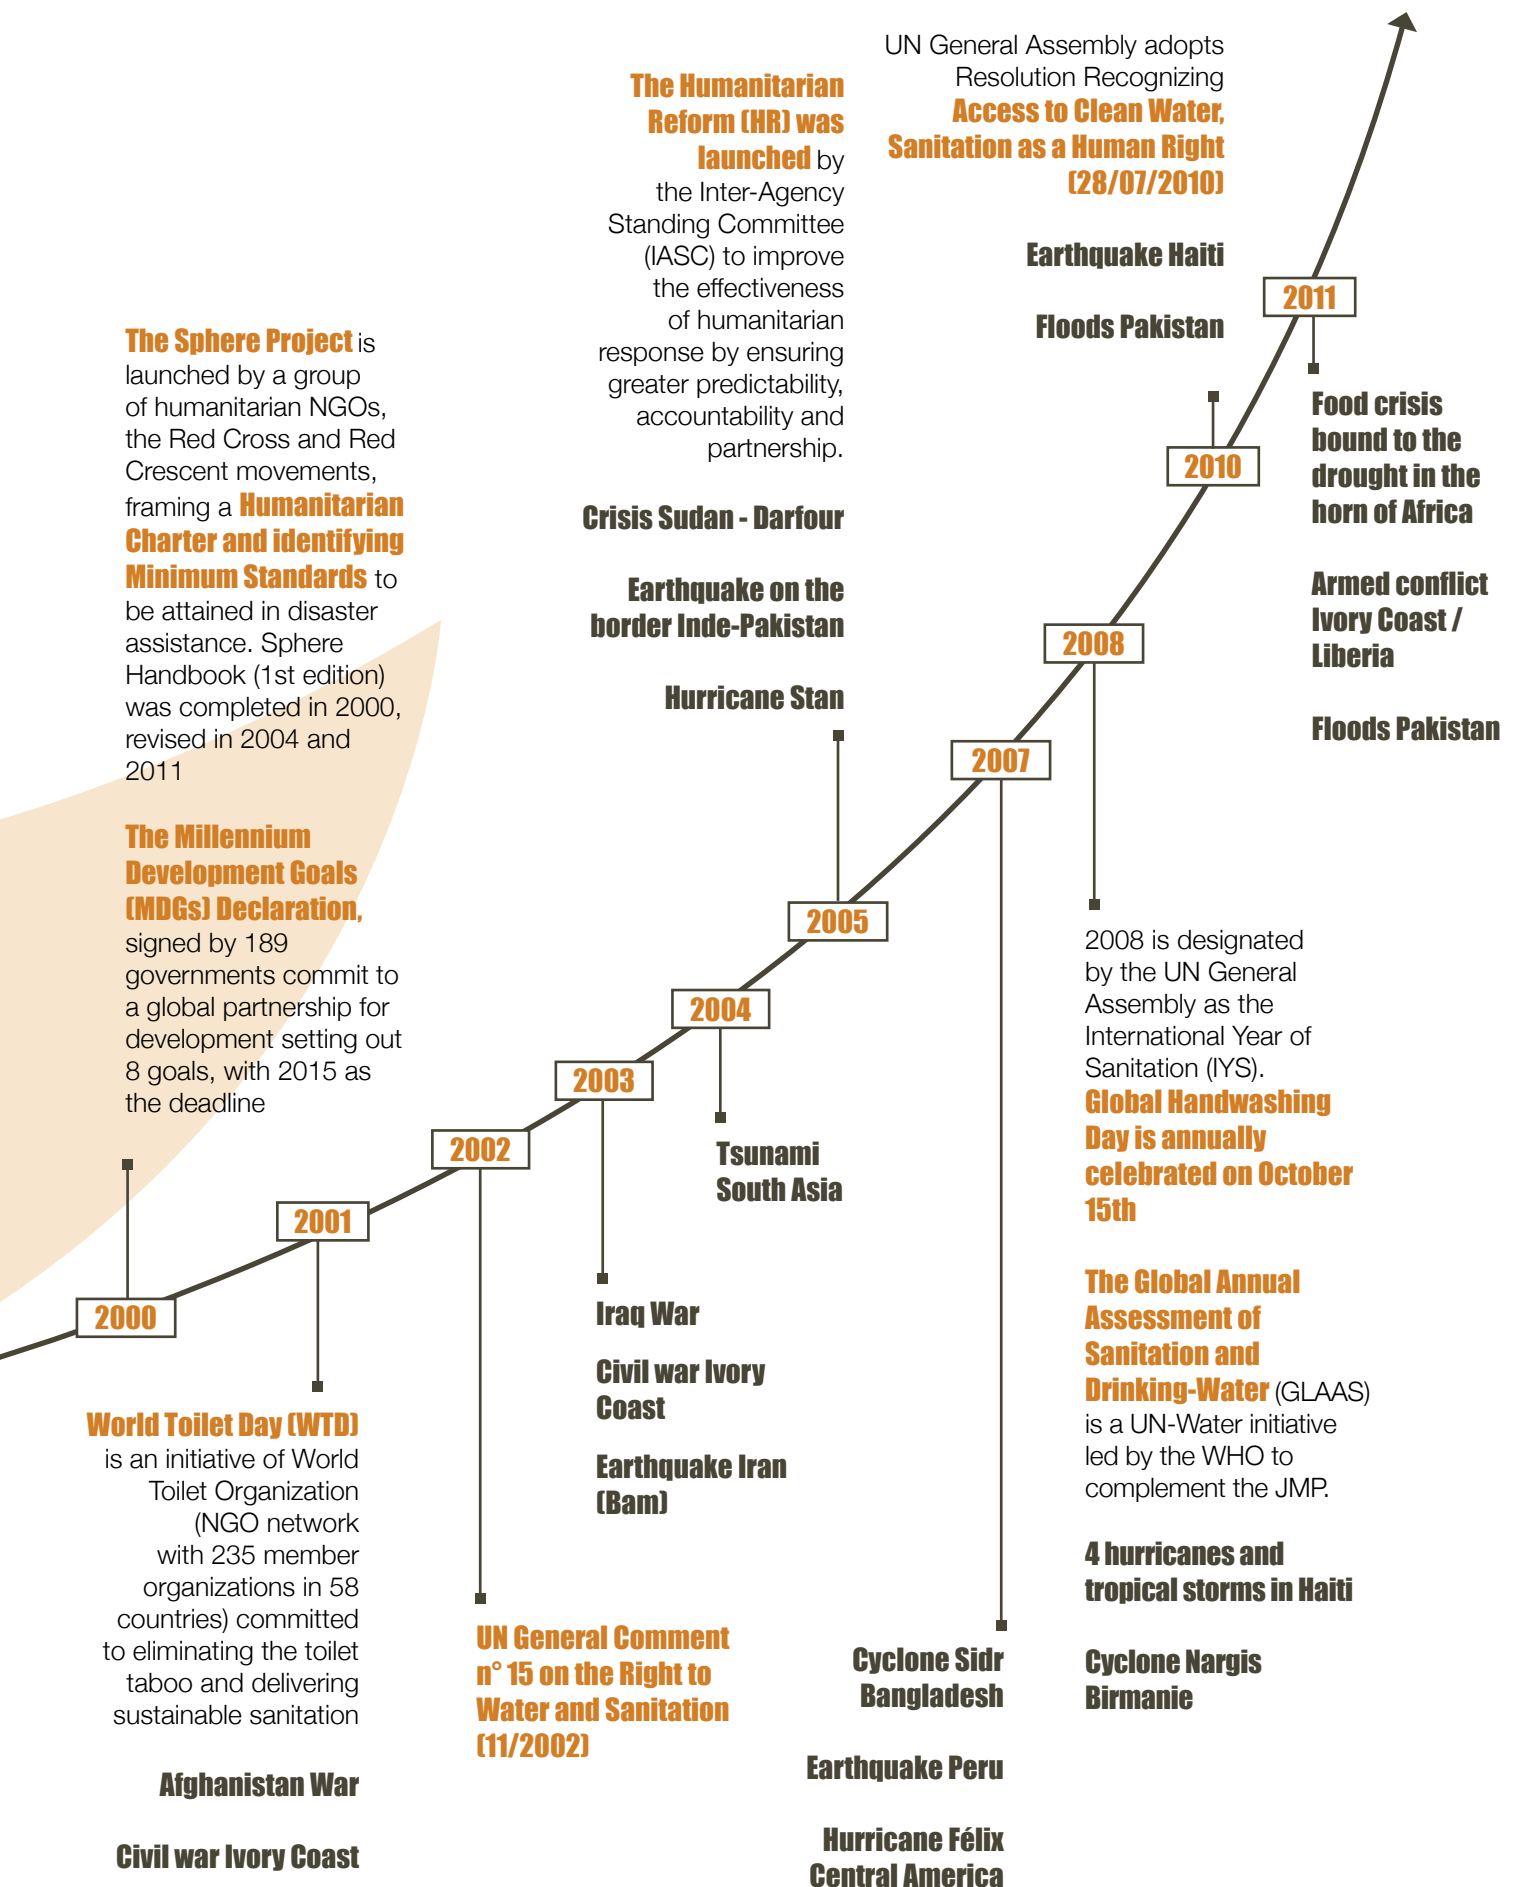 The Sphere Project is
launched by a group
of humanitarian NGOs,
the Red Cross and Red
Crescent movements,
framing a Humanitarian
Charter and identifying
Minimum Standards to
be attained in disaster
assistance. Sphere
Handbook (1st edition)
was completed in 2000,
revised in 2004 and
2011
The Millennium
Development Goals
(MDGs) Declaration,
signed by 189
governments commit to
a global partnership for
development setting out
8 goals, with 2015 as
the deadline
2000
2001
World Toilet Day (WTD)
is an initiative of World
Toilet Organization
(NGO network
with 235 member
organizations in 58
countries) committed
to eliminating the toilet
taboo and delivering
sustainable sanitation
Afghanistan War
Civil war Ivory Coast
2002
UN General Comment
n° 15 on the Right to
Water and Sanitation
(11/2002)
2003
Iraq War
Civil war Ivory
Coast
Earthquake Iran
(Bam)
2004
Tsunami
South Asia
The Humanitarian
Reform (HR) was
launched by
the Inter-Agency
Standing Committee
(IASC) to improve
the effectiveness
of humanitarian
response by ensuring
greater predictability,
accountability and
partnership.
Crisis Sudan - Darfour
Earthquake on the
border Inde-Pakistan
Hurricane Stan
2005
2007
Cyclone Sidr
Bangladesh
Earthquake Peru
Hurricane Félix
Central America
2008
2008 is designated
by the UN General
Assembly as the
International Year of
Sanitation (IYS).
Global Handwashing
Day is annually
celebrated on October
15th
The Global Annual
Assessment of
Sanitation and
Drinking-Water (GLAAS)
is a UN-Water initiative
led by the WHO to
complement the JMP.
4 hurricanes and
tropical storms in Haiti
Cyclone Nargis
Birmanie
UN General Assembly adopts
Resolution Recognizing
Access to Clean Water,
Sanitation as a Human Right
(28/07/2010)
Earthquake Haiti
Floods Pakistan
2010
2011
Food crisis
bound to the
drought in the
horn of Africa
Armed conflict
Ivory Coast /
Liberia
Floods Pakistan